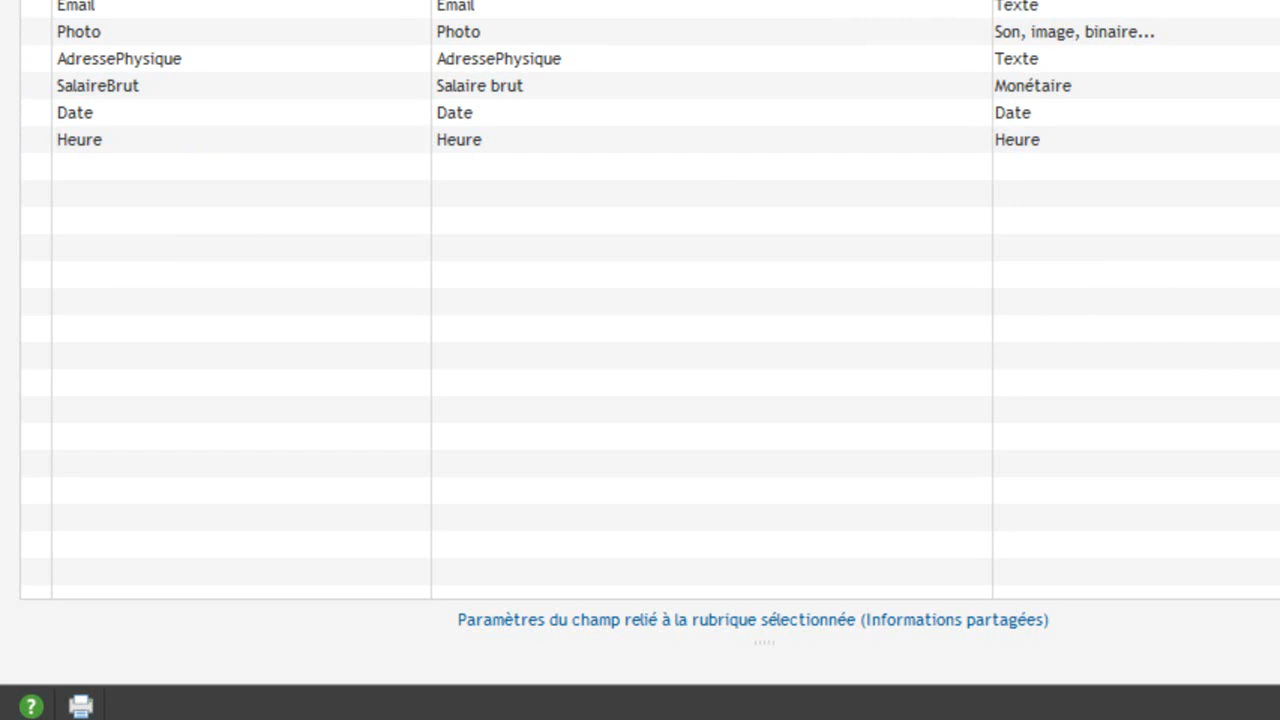 Email Email Texte
Photo Photo Son, image, binaire...
AdressePhysique AdressePhysique Texte
SalaireBrut Salaire brut Monétaire
Date Date Date
Heure Heure Heure
Paramètres du champ relié à la rubrique sélectionnée (Informations partagées)
?